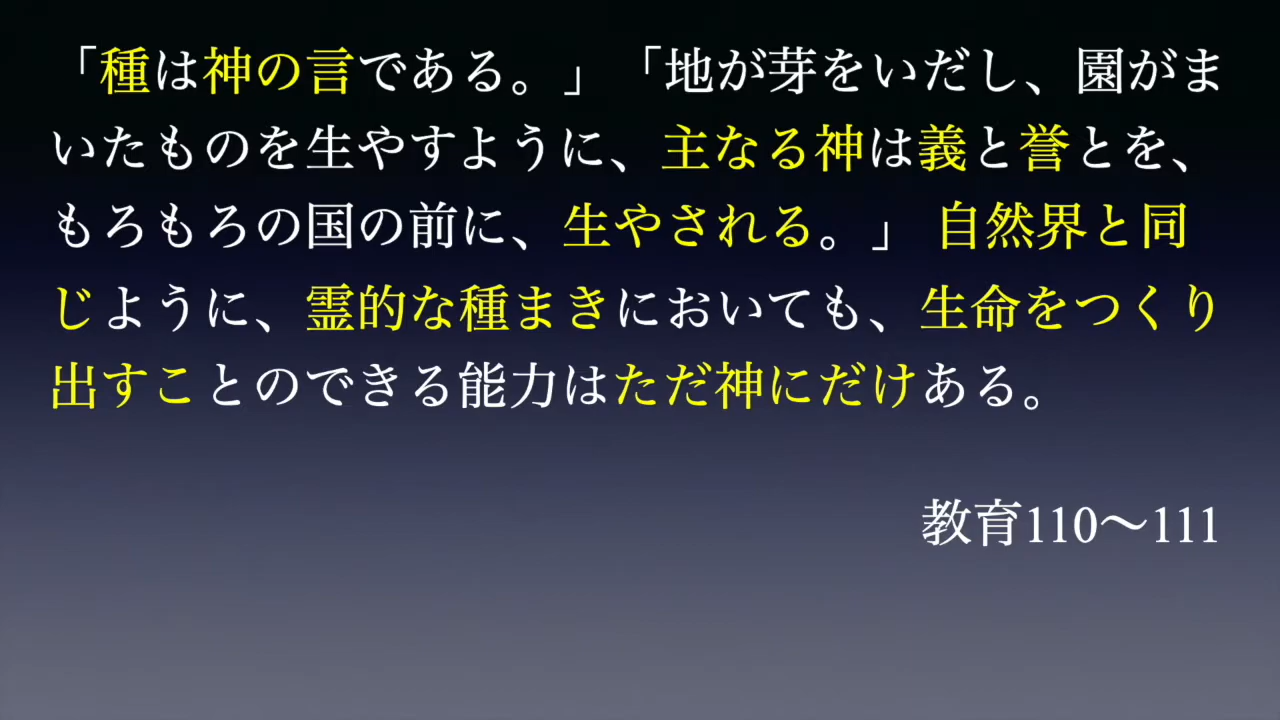 「種は神の言である。」「地が芽をいだし、園がま
いたものを生やすように、主なる神は義と誉とを、
もろもろの国の前に、生やされる。」 自然界と同
じように、霊的な種まきにおいても、生命をつくり
出すことのできる能力はただ神にだけある。
教育110〜111